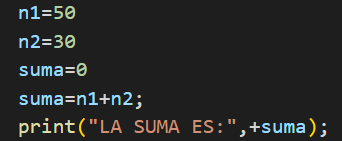 n1=50
n2=30
suma=0
suma=n1+n2;
print("LA SUMA ES:",+suma);